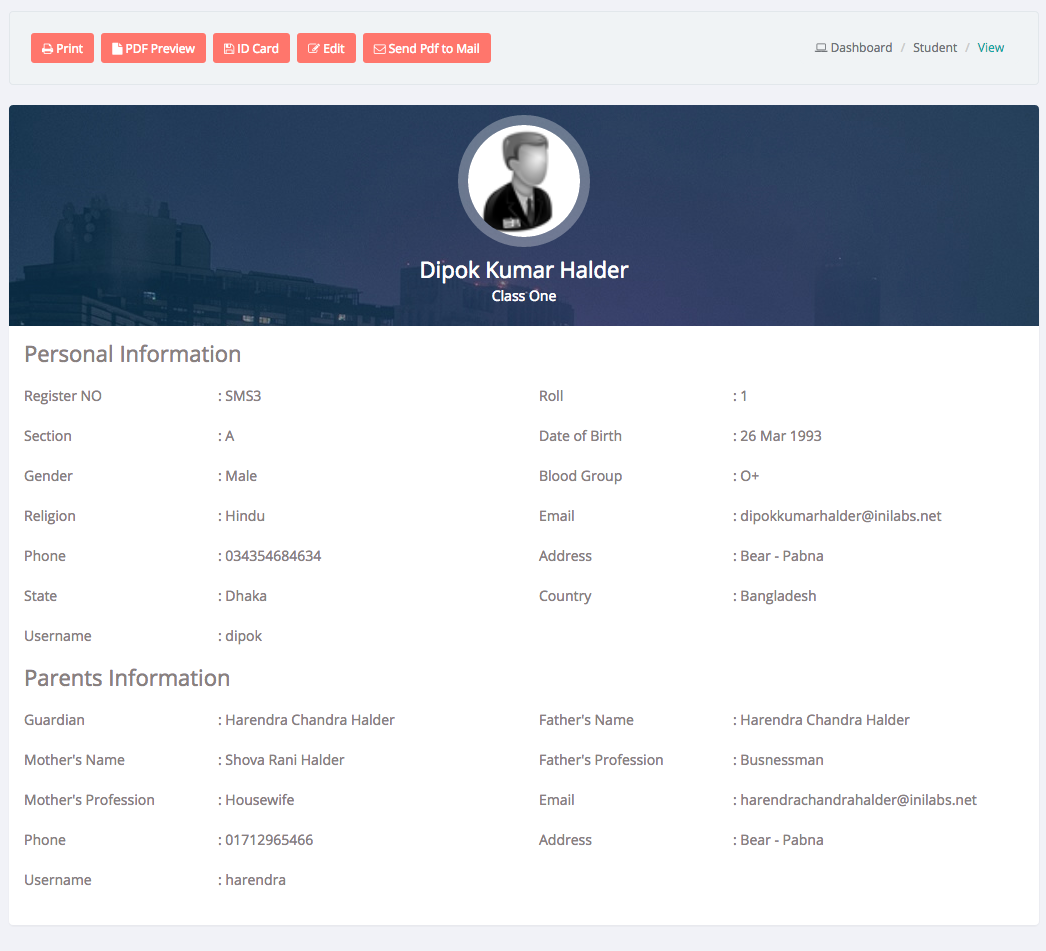 Print PDF Preview ID Card Edit Send Pdf to Mail Dashboard / Student / View
Dipok Kumar Halder
Class One
Personal Information
Register NO : SMS3 Roll : 1
Section : A Date of Birth : 26 Mar 1993
Gender : Male Blood Group : O+
Religion : Hindu Email : dipokkumarhalder@inilabs.net
Phone : 034354684634 Address : Bear - Pabna
State : Dhaka Country : Bangladesh
Username : dipok
Parents Information
Guardian : Harendra Chandra Halder Father's Name : Harendra Chandra Halder
Mother's Name : Shova Rani Halder Father's Profession : Busnessman
Mother's Profession : Housewife Email : harendrachandrahalder@inilabs.net
Phone : 01712965466 Address : Bear - Pabna
Username : harendra